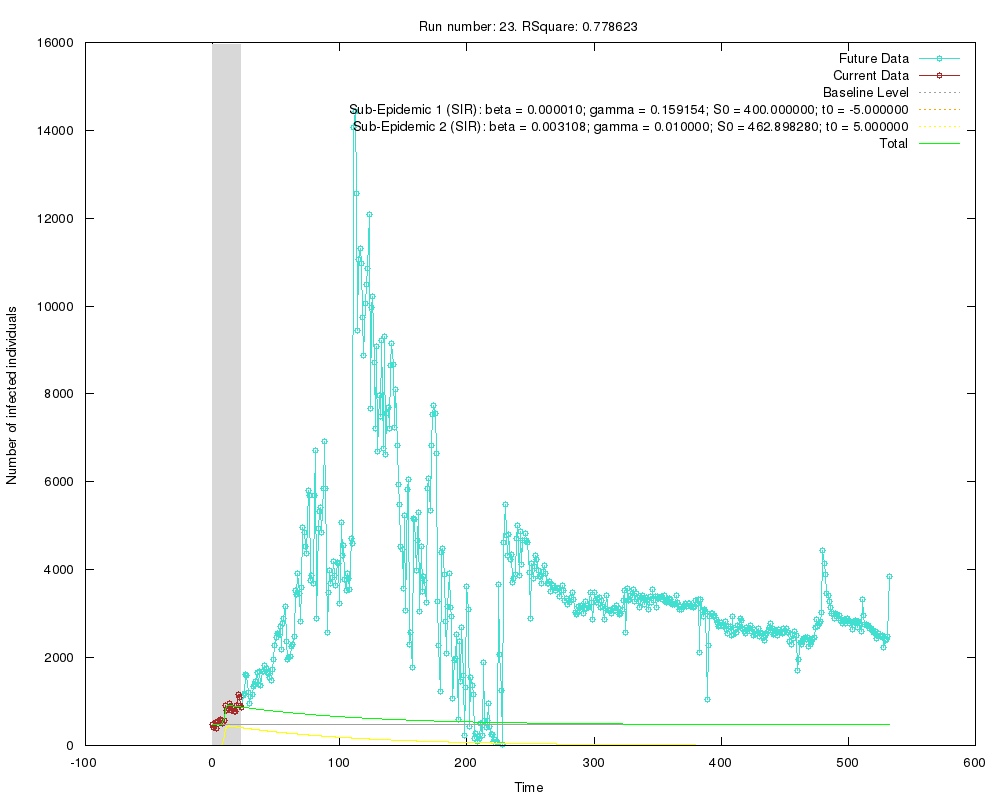 Run number: 23. RSquare: 0.778623
16000
14000
12000
10000
8000
6000
4000
2000
0
-100
0
100
200
300
400
500
600
Number of infected individuals
Time
Future Data
Current Data
Baseline Level
Sub-Epidemic 1 (SIR): beta = 0.000010; gamma = 0.159154; S0 = 400.000000; t0 = -5.000000
Sub-Epidemic 2 (SIR): beta = 0.003108; gamma = 0.010000; S0 = 462.898280; t0 = 5.000000
Total